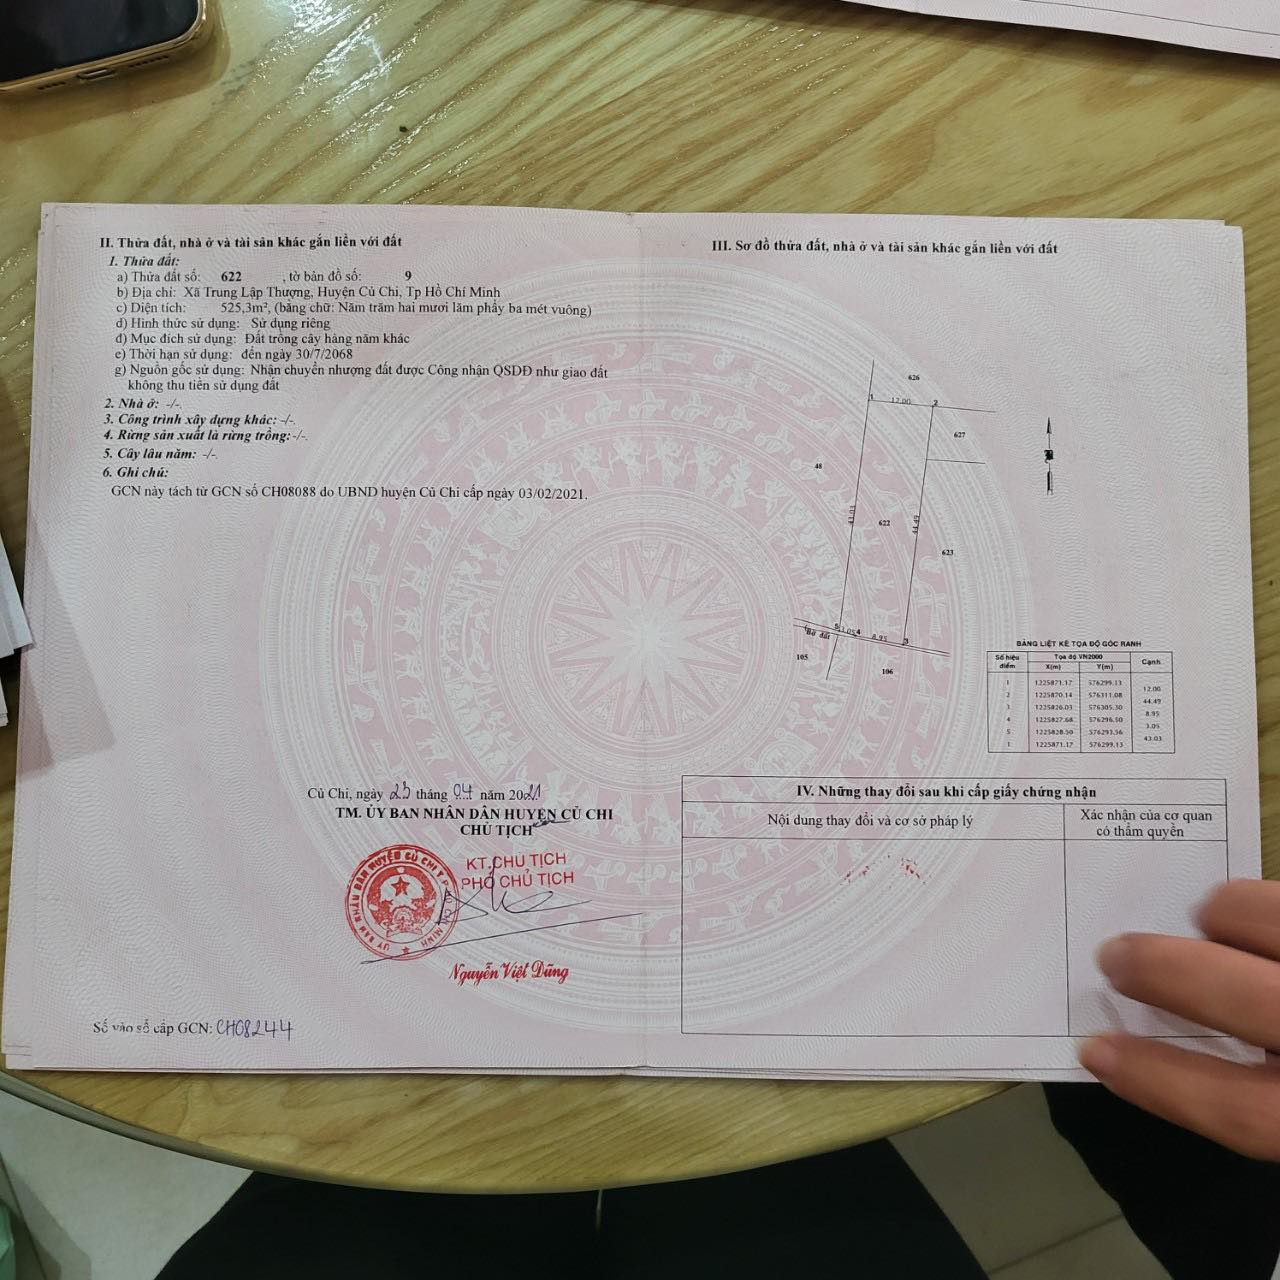 II. Thửa đất, nhà ở và tài sản khác gắn liền với đất
1. Thửa đất:
a) Thửa đất số: 622 , tờ bản đồ số: 9
b) Địa chỉ: Xã Trung Lập Thượng, Huyện Củ Chi, Tp Hồ Chí Minh
c) Diện tích: 525,3m², (bằng chữ: Năm trăm hai mươi lăm phẩy ba mét vuông)
d) Hình thức sử dụng: Sử dụng riêng
đ) Mục đích sử dụng: Đất trồng cây hàng năm khác
e) Thời hạn sử dụng: đến ngày 30/7/2068
g) Nguồn gốc sử dụng: Nhận chuyển nhượng đất được Công nhận QSDĐ như giao đất
không thu tiền sử dụng đất
2. Nhà ở: -/-.
3. Công trình xây dựng khác: -/-.
4. Rừng sản xuất là rừng trồng: -/-.
5. Cây lâu năm: -/-.
6. Ghi chú:
GCN này tách từ GCN số CH08088 do UBND huyện Củ Chi cấp ngày 03/02/2021.
Củ Chi, ngày 23 tháng 04 năm 2021
TM. ỦY BAN NHÂN DÂN HUYỆN CỦ CHI
CHỦ TỊCH
KT.CHỦ TỊCH
PHÓ CHỦ TỊCH
ỦY BAN NHÂN DÂN HUYỆN CỦ CHI T.P HỒ CHÍ MINH
Nguyễn Việt Dũng
Số vào sổ cấp GCN: CH08244
III. Sơ đồ thửa đất, nhà ở và tài sản khác gắn liền với đất
626
1 12.00 2
627
48
43.03
622
44.49
623
5 3.05 4 8.95 3
Bờ đất
105
106
BẢNG LIỆT KÊ TỌA ĐỘ GÓC RANH
Số hiệu điểm Tọa độ VN2000 Cạnh
X(m) Y(m)
1 1225871.17 576299.13
12.00
2 1225870.14 576311.08
44.49
3 1225826.03 576305.30
8.95
4 1225827.68 576296.50
3.05
5 1225828.50 576293.56
43.03
1 1225871.17 576299.13
IV. Những thay đổi sau khi cấp giấy chứng nhận
Nội dung thay đổi và cơ sở pháp lý
Xác nhận của cơ quan
có thẩm quyền